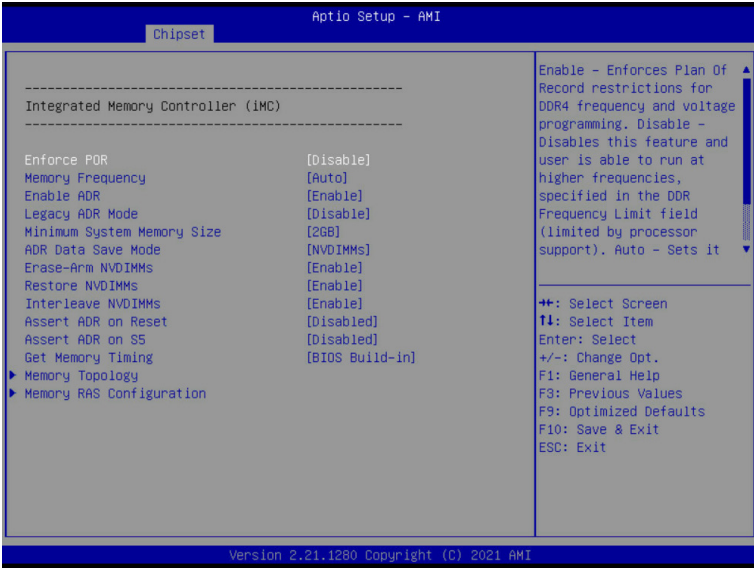 Aptio Setup – AMI
Chipset
------------------------------------------------
Integrated Memory Controller (iMC)
------------------------------------------------
Enforce POR [Disable]
Memory Frequency [Auto]
Enable ADR [Enable]
Legacy ADR Mode [Disable]
Minimum System Memory Size [2GB]
ADR Data Save Mode [NVDIMMs]
Erase-Arm NVDIMMs [Enable]
Restore NVDIMMs [Enable]
Interleave NVDIMMs [Enable]
Assert ADR on Reset [Disabled]
Assert ADR on S5 [Disabled]
Get Memory Timing [BIOS Build-in]
Memory Topology
Memory RAS Configuration
Enable – Enforces Plan Of
Record restrictions for
DDR4 frequency and voltage
programming. Disable –
Disables this feature and
user is able to run at
higher frequencies,
specified in the DDR
Frequency Limit field
(limited by processor
support). Auto – Sets it
→←: Select Screen
↑↓: Select Item
Enter: Select
+/-: Change Opt.
F1: General Help
F3: Previous Values
F9: Optimized Defaults
F10: Save & Exit
ESC: Exit
Version 2.21.1280 Copyright (C) 2021 AMI